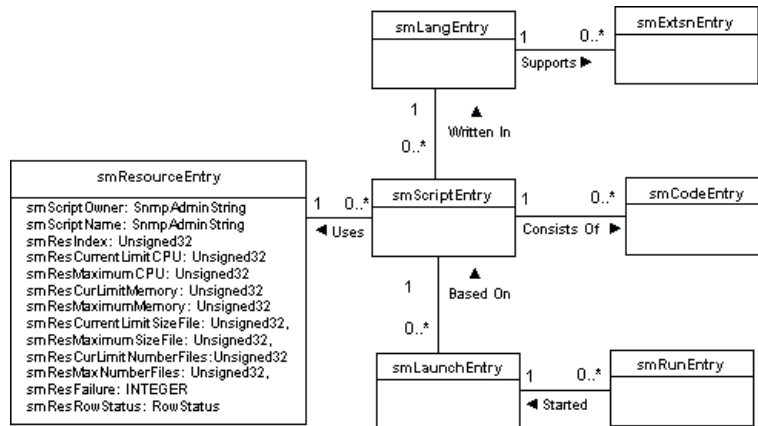 smLangEntry
1
0..*
Supports ►
smExtsnEntry
1
▲
Written In
0..*
smResourceEntry
smScriptOwner: SnmpAdminString
smScriptName: SnmpAdminString
smResIndex: Unsigned32
smResCurrentLimitCPU: Unsigned32
smResMaximumCPU: Unsigned32
smResCurLimitMemory: Unsigned32
smResMaximumMemory: Unsigned32
smResCurrentLimitSizeFile: Unsigned32,
smResMaximumSizeFile: Unsigned32,
smResCurLimitNumberFiles:Unsigned32
smResMaxNumberFiles: Unsigned32,
smResFailure: INTEGER
smResRowStatus: RowStatus
1
0..*
◄ Uses
smScriptEntry
1
0..*
Consists Of ►
smCodeEntry
1
▲
Based On
0..*
smLaunchEntry
1
0..*
◄ Started
smRunEntry